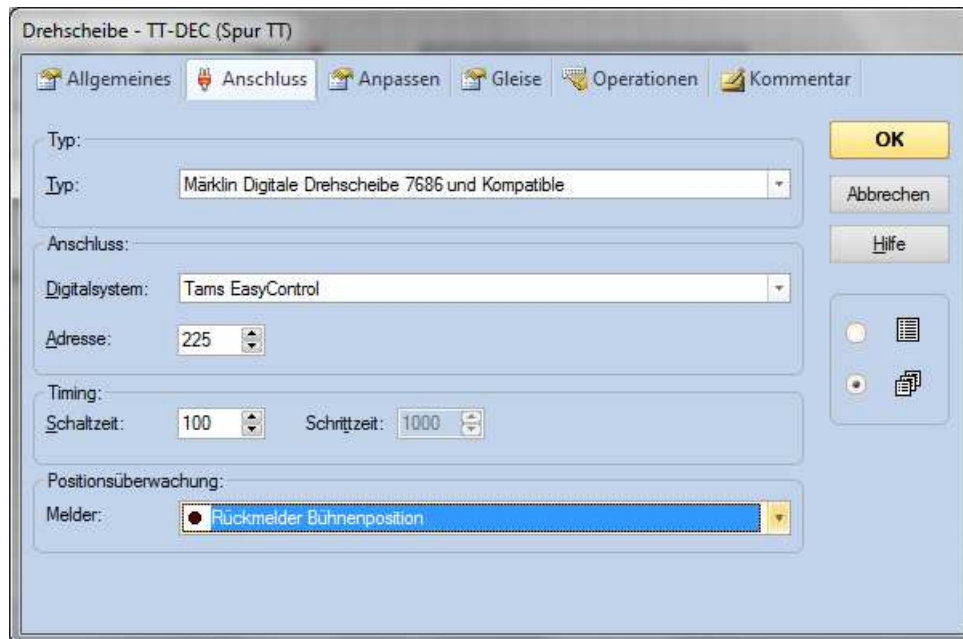 Drehscheibe - TT-DEC (Spur TT)
Allgemeines Anschluss Anpassen Gleise Operationen Kommentar
Typ:
Typ: Märklin Digitale Drehscheibe 7686 und Kompatible
Anschluss:
Digitalsystem: Tams EasyControl
Adresse: 225
Timing:
Schaltzeit: 100 Schrittzeit: 1000
Positionsüberwachung:
Melder: Rückmelder Bühnenposition
OK
Abbrechen
Hilfe